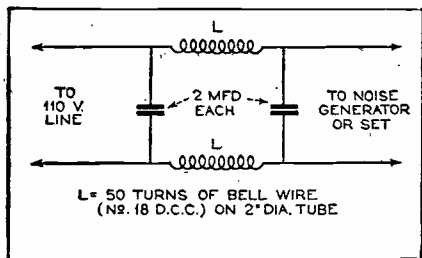 L
TO
110 V.
LINE
2 MFD
EACH
TO NOISE
GENERATOR
OR SET
L
L= 50 TURNS OF BELL WIRE
(No. 18 D.C.C.) ON 2" DIA. TUBE